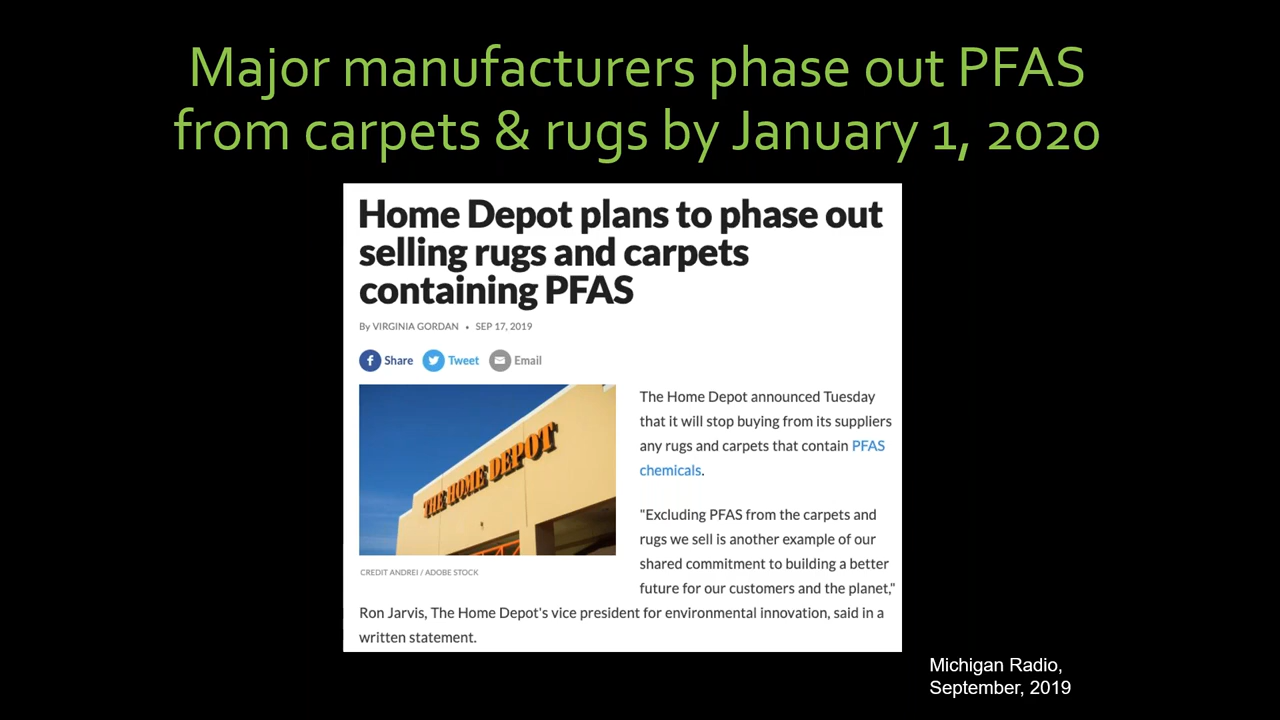 Major manufacturers phase out PFAS
from carpets & rugs by January 1, 2020
Home Depot plans to phase out
selling rugs and carpets
containing PFAS
By VIRGINIA GORDAN • SEP 17, 2019
Share Tweet Email
THE HOME DEPOT
The Home Depot announced Tuesday
that it will stop buying from its suppliers
any rugs and carpets that contain PFAS
chemicals.
"Excluding PFAS from the carpets and
rugs we sell is another example of our
shared commitment to building a better
future for our customers and the planet,"
CREDIT ANDREI / ADOBE STOCK
Ron Jarvis, The Home Depot's vice president for environmental innovation, said in a
written statement.
Michigan Radio,
September, 2019